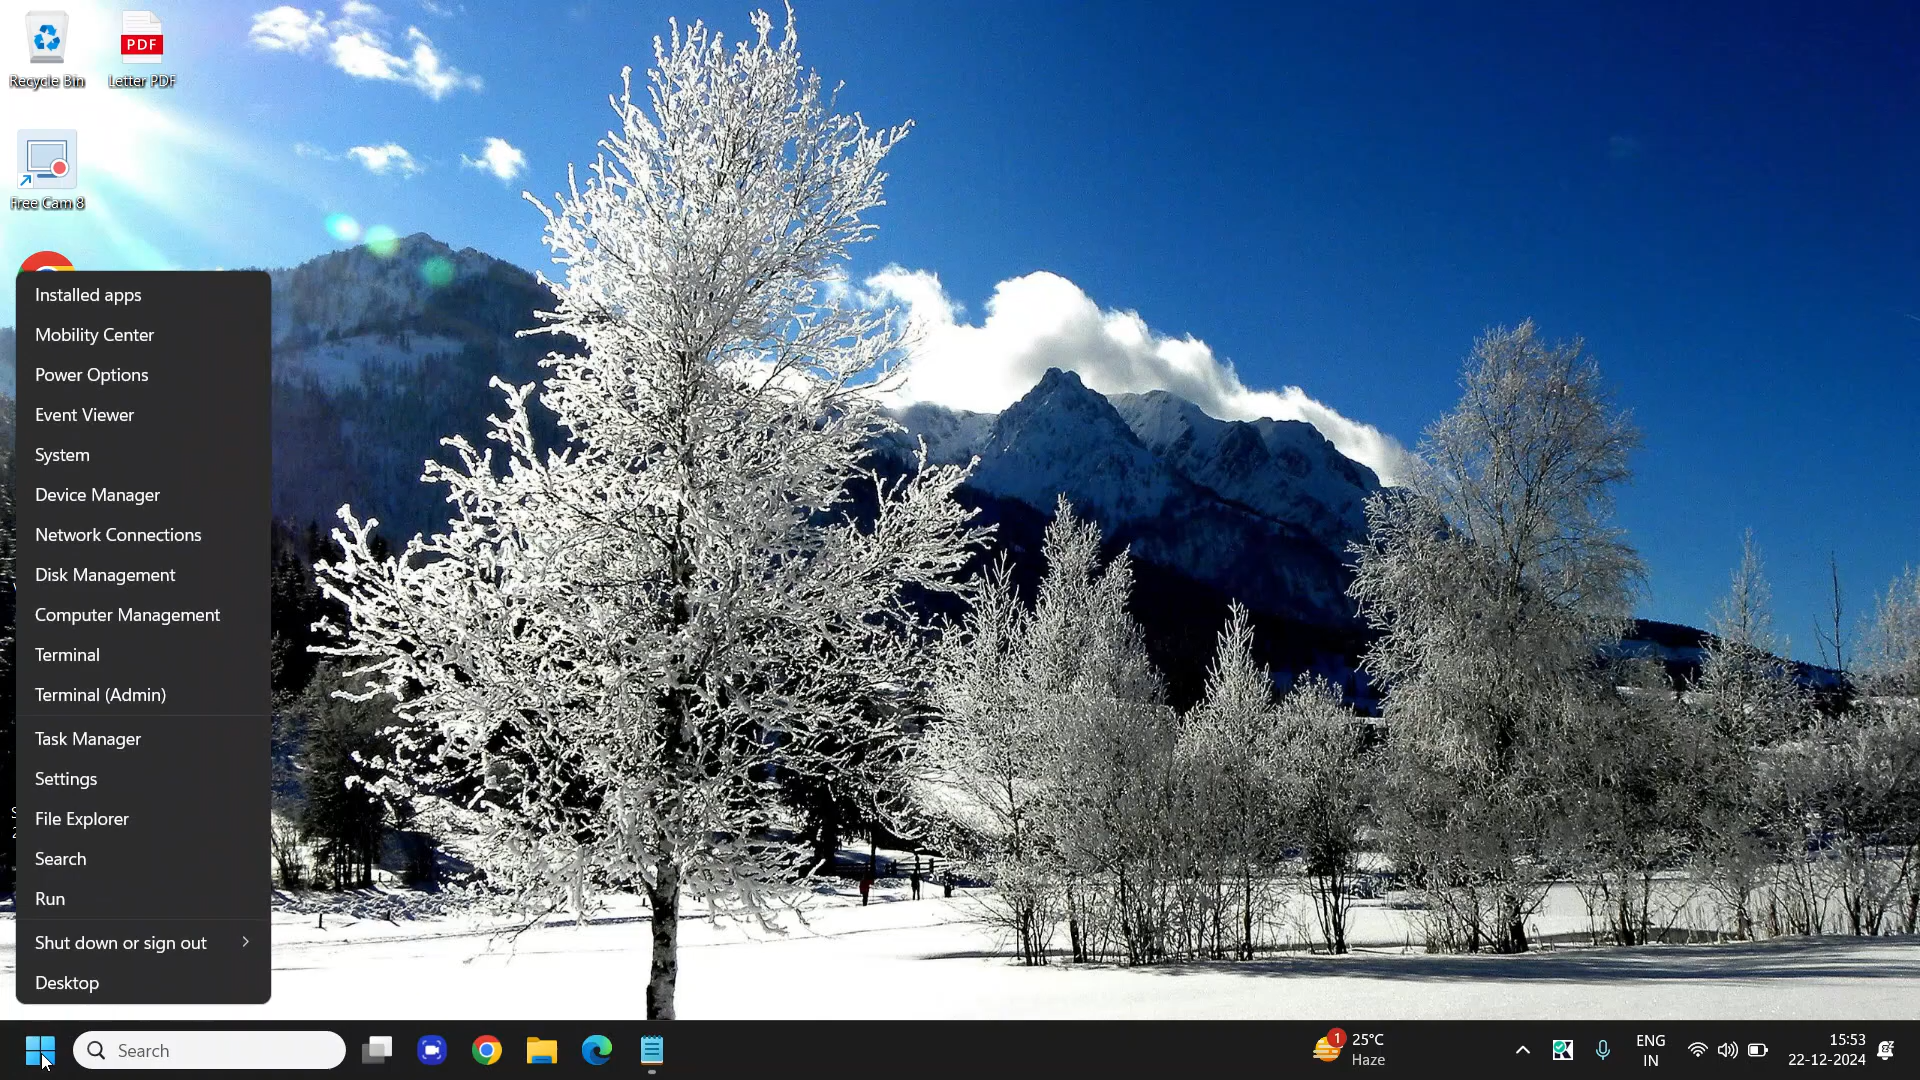 Recycle Bin
PDF
Letter PDF
Free Cam 8
Installed apps
Mobility Center
Power Options
Event Viewer
System
Device Manager
Network Connections
Disk Management
Computer Management
Terminal
Terminal (Admin)
Task Manager
Settings
File Explorer
Search
Run
Shut down or sign out
Desktop
Search
1
25°C
Haze
ENG
IN
15:53
22-12-2024